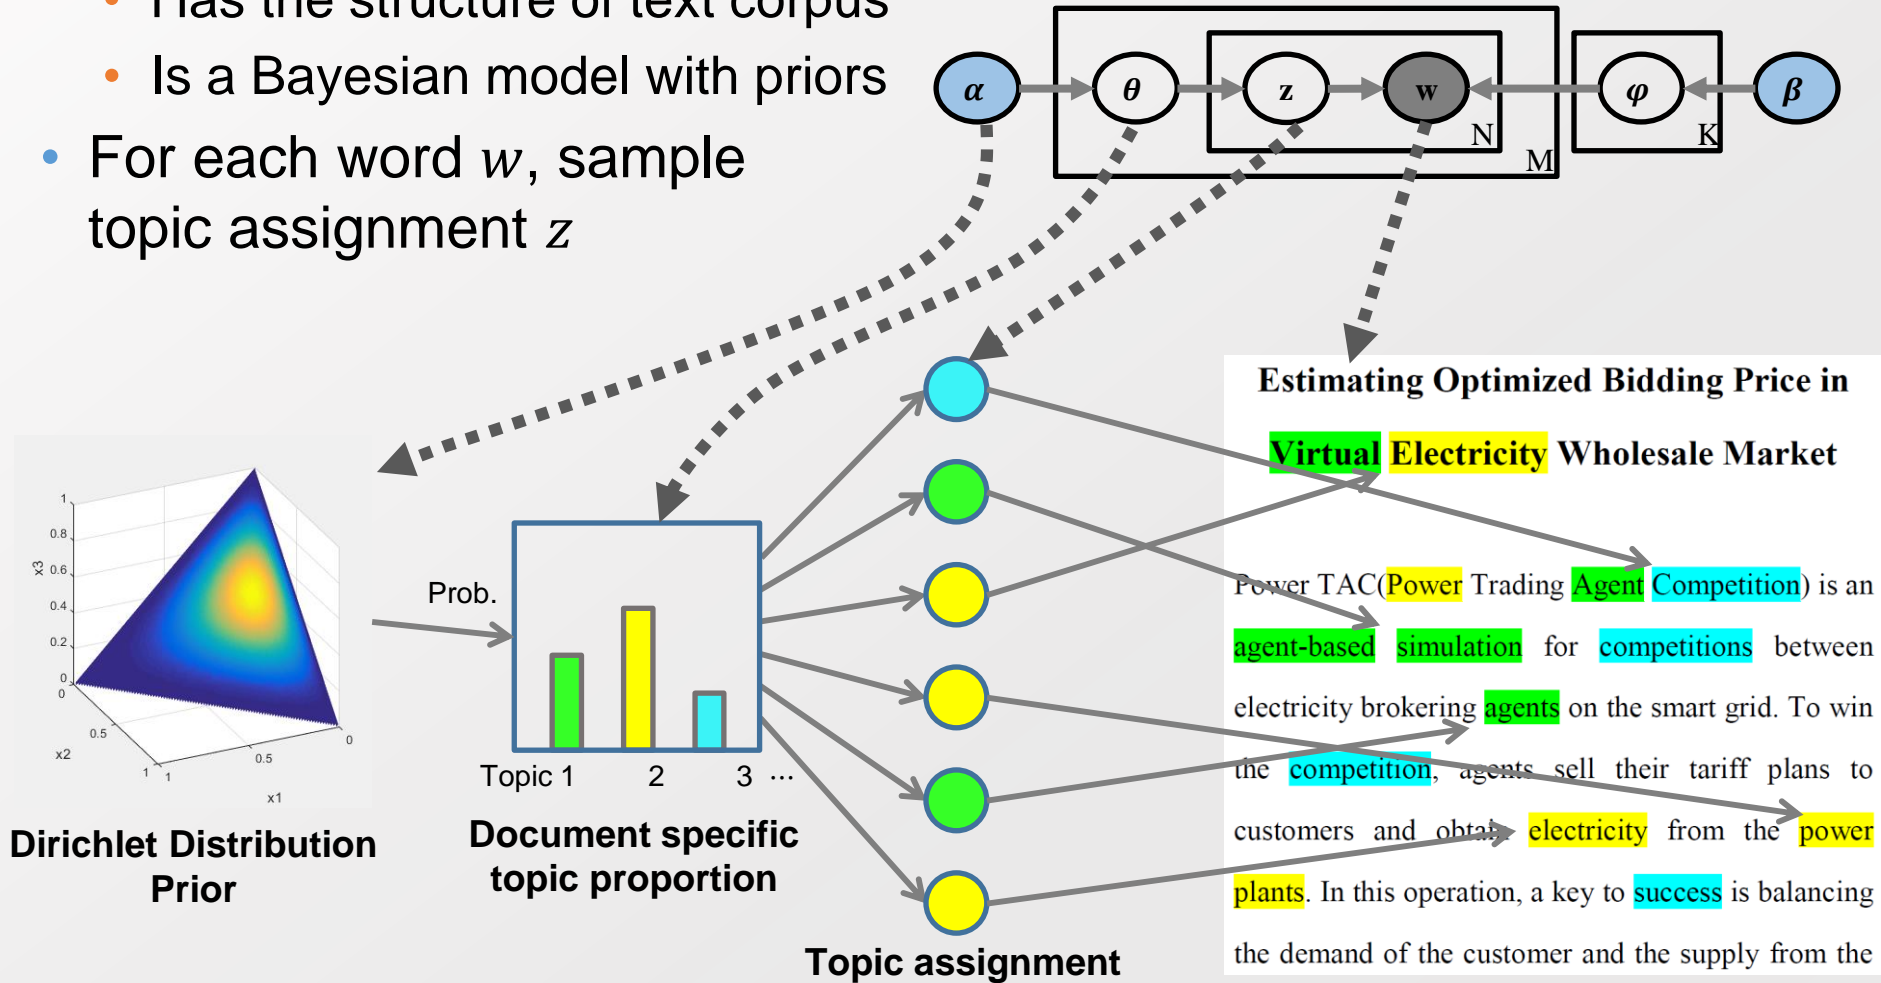 • Has the structure of text corpus
• Is a Bayesian model with priors
• For each word w, sample
topic assignment z
α
θ
z
w
φ
β
N
M
K
Estimating Optimized Bidding Price in
Virtual Electricity Wholesale Market
Power TAC(Power Trading Agent Competition) is an
agent-based simulation for competitions between
electricity brokering agents on the smart grid. To win
the competition, agents sell their tariff plans to
customers and obtain electricity from the power
plants. In this operation, a key to success is balancing
the demand of the customer and the supply from the
1
0.8
0.6
0.4
0.2
0
x3
0
0.5
1
x2
1
0.5
0
x1
Dirichlet Distribution
Prior
Prob.
Topic 1 2 3 ...
Document specific
topic proportion
Topic assignment